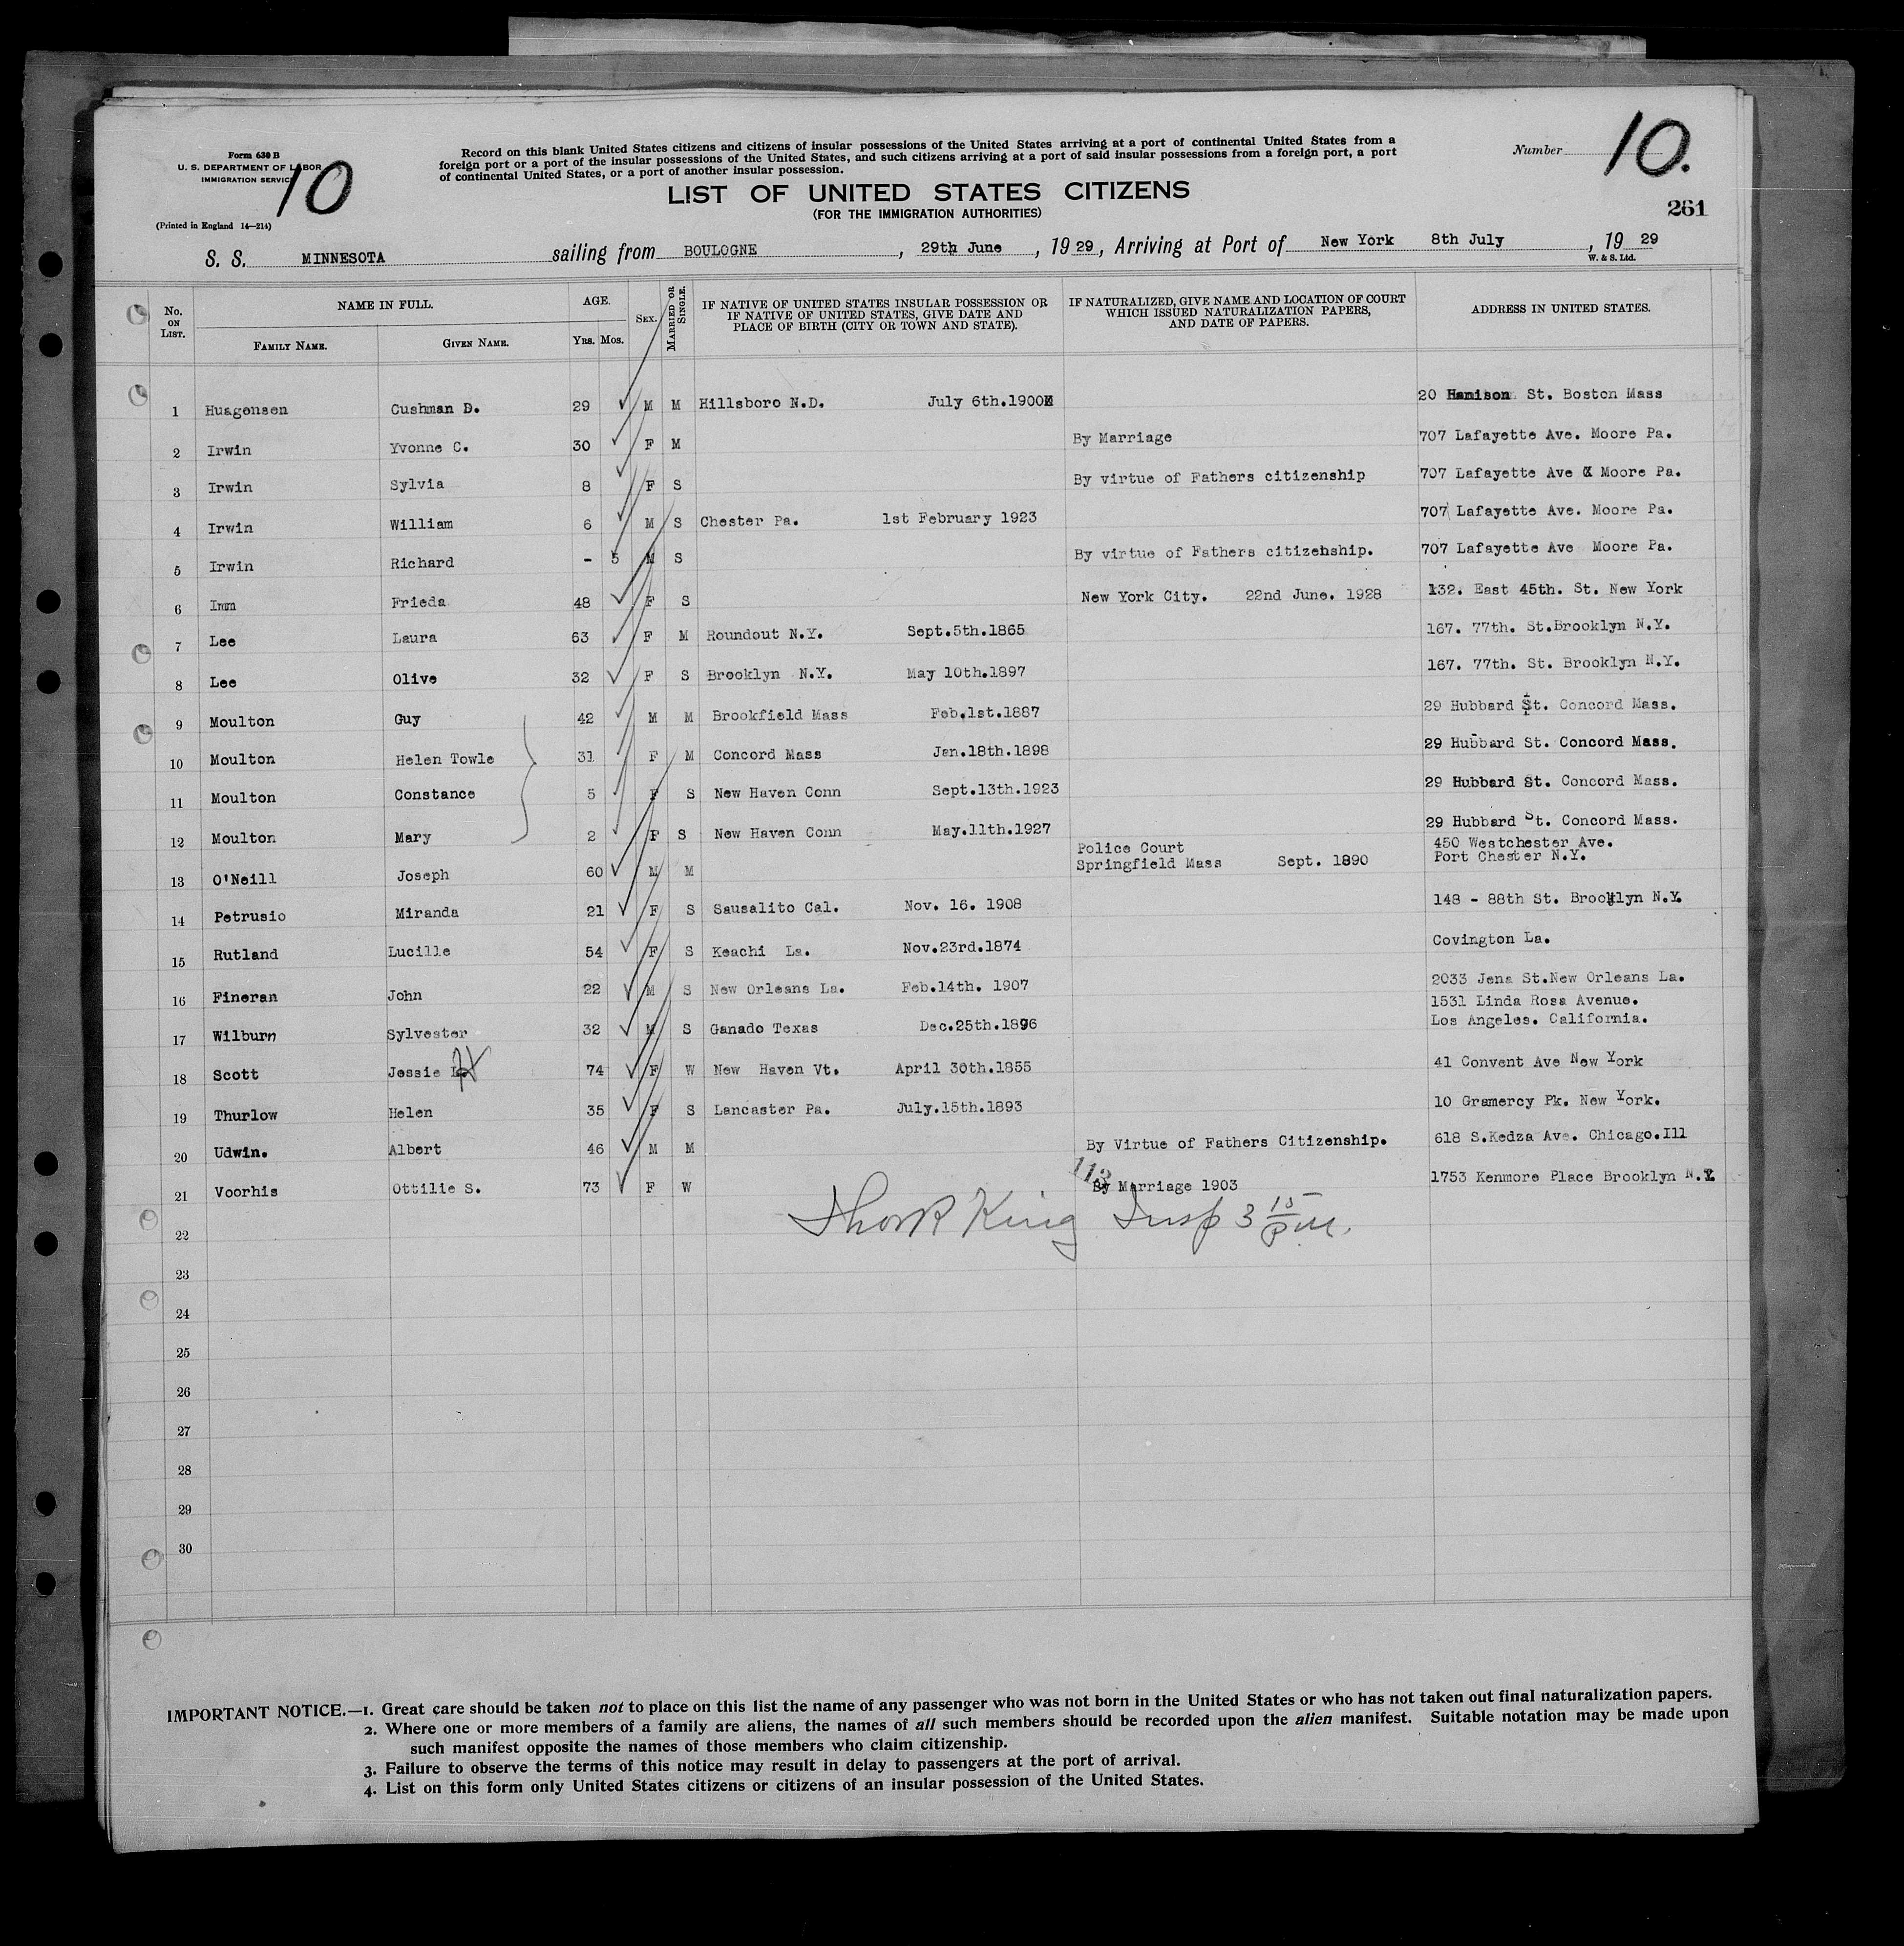 Form 630 B
U. S. DEPARTMENT OF LABOR
IMMIGRATION SERVICE
10
(Printed in England 14—214)
Record on this blank United States citizens and citizens of insular possessions of the United States arriving at a port of continental United States from a
foreign port or a port of the insular possessions of the United States, and such citizens arriving at a port of said insular possessions from a foreign port, a port
of continental United States, or a port of another insular possession.
LIST OF UNITED STATES CITIZENS
(FOR THE IMMIGRATION AUTHORITIES)
Number 10.
261
S. S. MINNESOTA sailing from BOULOGNE, 29th June, 1929, Arriving at Port of New York 8th July, 1929
W. & S. Ltd.
No. ON LIST. NAME IN FULL. FAMILY NAME. GIVEN NAME. AGE. YRS. MOS. SEX. MARRIED OR SINGLE. IF NATIVE OF UNITED STATES INSULAR POSSESSION OR IF NATIVE OF UNITED STATES, GIVE DATE AND PLACE OF BIRTH (CITY OR TOWN AND STATE). IF NATURALIZED, GIVE NAME AND LOCATION OF COURT WHICH ISSUED NATURALIZATION PAPERS, AND DATE OF PAPERS. ADDRESS IN UNITED STATES.
1 Huagensen Cushman D. 29 M M Hillsboro N.D. July 6th.1900 20 Hanison St. Boston Mass
2 Irwin Yvonne C. 30 F M By Marriage 707 Lafayette Ave. Moore Pa.
3 Irwin Sylvia 8 F S By virtue of Fathers citizenship 707 Lafayette Ave Moore Pa.
4 Irwin William 6 M S Chester Pa. 1st February 1923 707 Lafayette Ave. Moore Pa.
5 Irwin Richard - 5 M S By virtue of Fathers citizenship. 707 Lafayette Ave Moore Pa.
6 Imm Frieda 48 F S New York City. 22nd June. 1928 132. East 45th. St. New York
7 Lee Laura 63 F M Roundout N.Y. Sept.5th.1865 167. 77th. St.Brooklyn N.Y.
8 Lee Olive 32 F S Brooklyn N.Y. May 10th.1897 167. 77th. St. Brooklyn N.Y.
9 Moulton Guy 42 M M Brookfield Mass Feb.1st.1887 29 Hubbard St. Concord Mass.
10 Moulton Helen Towle 31 F M Concord Mass Jan.18th.1898 29 Hubbard St. Concord Mass.
11 Moulton Constance 5 F S New Haven Conn Sept.13th.1923 29 Hubbard St. Concord Mass.
12 Moulton Mary 2 F S New Haven Conn May.11th.1927 29 Hubbard St. Concord Mass.
13 O'Neill Joseph 60 M M Police Court Springfield Mass Sept. 1890 450 Westchester Ave. Port Chester N.Y.
14 Petrusio Miranda 21 F S Sausalito Cal. Nov. 16. 1908 148 - 88th St. Brooklyn N.Y.
15 Rutland Lucille 54 F S Keachi La. Nov.23rd.1874 Covington La.
16 Fineran John 22 M S New Orleans La. Feb.14th. 1907 2033 Jena St.New Orleans La.
17 Wilburn Sylvester 32 M S Ganado Texas Dec.25th.1896 1531 Linda Rosa Avenue. Los Angeles. California.
18 Scott Jessie 74 F W New Haven Vt. April 30th.1855 41 Convent Ave New York
19 Thurlow Helen 35 F S Lancaster Pa. July.15th.1893 10 Gramercy Pk. New York.
20 Udwin. Albert 46 M M By Virtue of Fathers Citizenship. 618 S.Kedza Ave. Chicago.Ill
21 Voorhis Ottilie S. 73 F W 113 By Marriage 1903 1753 Kenmore Place Brooklyn N.Y.
22 King Insp 3 15 PM.
23
24
25
26
27
28
29
30
IMPORTANT NOTICE.—1. Great care should be taken not to place on this list the name of any passenger who was not born in the United States or who has not taken out final naturalization papers.
2. Where one or more members of a family are aliens, the names of all such members should be recorded upon the alien manifest. Suitable notation may be made upon
such manifest opposite the names of those members who claim citizenship.
3. Failure to observe the terms of this notice may result in delay to passengers at the port of arrival.
4. List on this form only United States citizens or citizens of an insular possession of the United States.